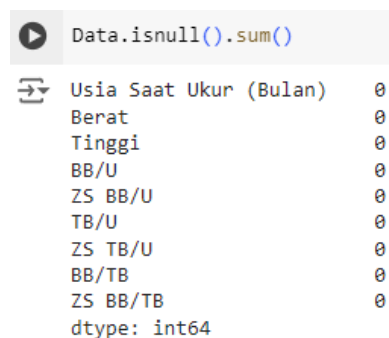 Data.isnull().sum()
Usia Saat Ukur (Bulan) 0
Berat 0
Tinggi 0
BB/U 0
ZS BB/U 0
TB/U 0
ZS TB/U 0
BB/TB 0
ZS BB/TB 0
dtype: int64